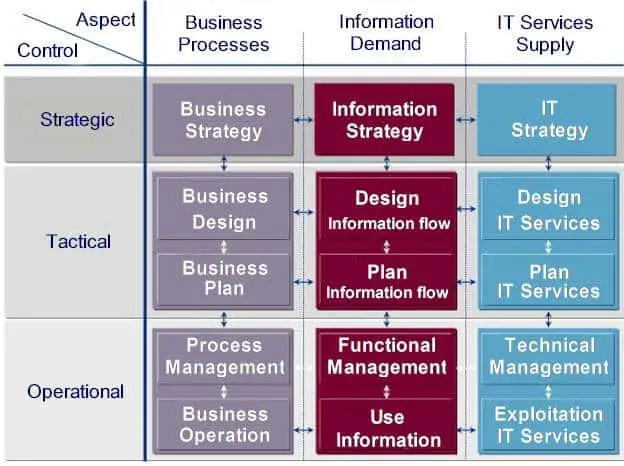 Aspect
Control
Business
Processes
Information
Demand
IT Services
Supply
Strategic
Business
Strategy
Information
Strategy
IT
Strategy
Tactical
Business
Design
Design
Information flow
Design
IT Services
Business
Plan
Plan
Information flow
Plan
IT Services
Operational
Process
Management
Functional
Management
Technical
Management
Business
Operation
Use
Information
Exploitation
IT Services